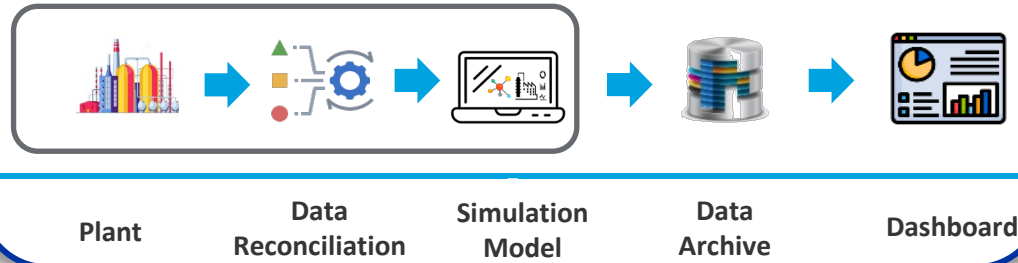 Plant
Data
Reconciliation
Simulation
Model
Data
Archive
Dashboard